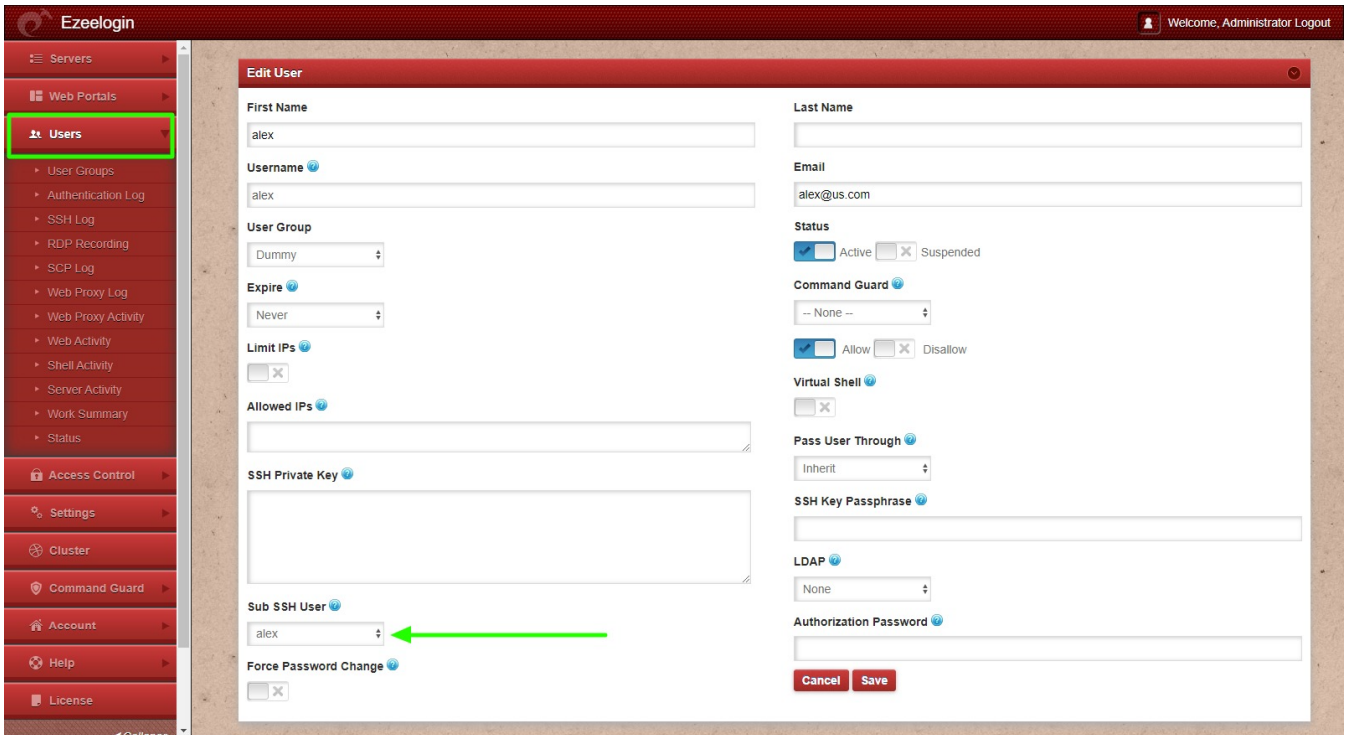 Ezeelogin
Welcome, Administrator Logout
Servers
Web Portals
Users
User Groups
Authentication Log
SSH Log
RDP Recording
SCP Log
Web Proxy Log
Web Proxy Activity
Web Activity
Shell Activity
Server Activity
Work Summary
Status
Access Control
Settings
Cluster
Command Guard
Account
Help
License
Collapse
Edit User
First Name
alex
Username
alex
User Group
Dummy
Expire
Never
Limit IPs
Allowed IPs
SSH Private Key
Sub SSH User
alex
Force Password Change
Last Name
Email
alex@us.com
Status
Active Suspended
Command Guard
-- None --
Allow Disallow
Virtual Shell
Pass User Through
Inherit
SSH Key Passphrase
LDAP
None
Authorization Password
Cancel Save